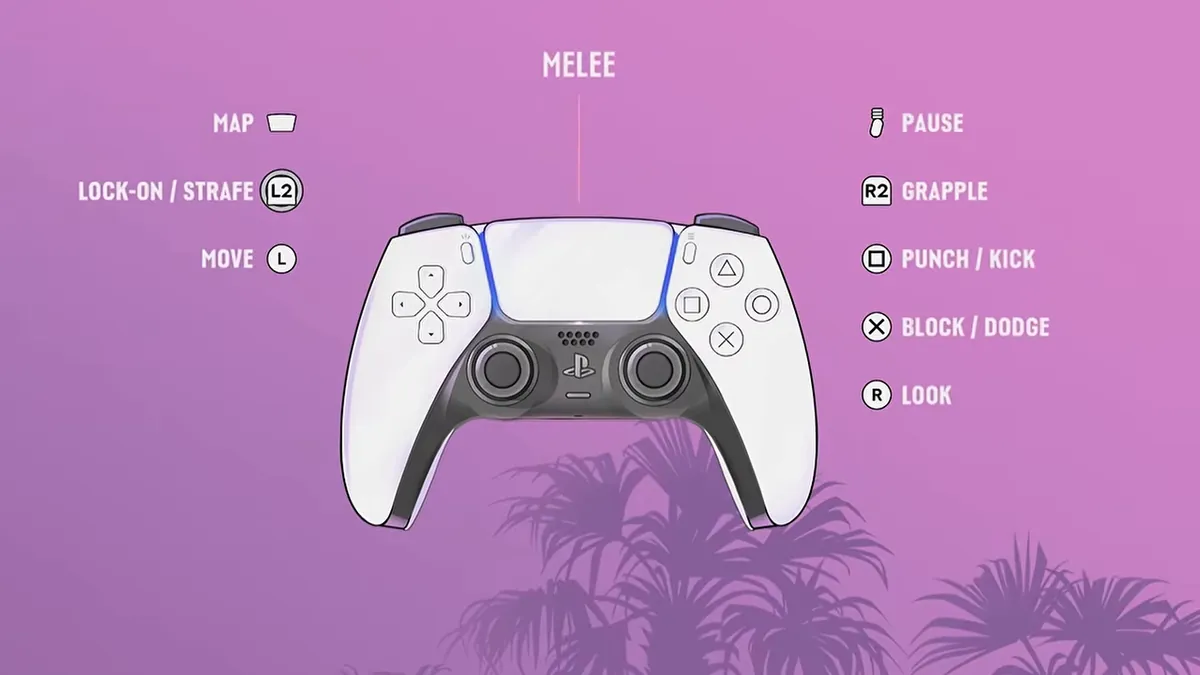 MELEE
MAP
LOCK-ON / STRAFE L2
MOVE L
PAUSE
R2 GRAPPLE
PUNCH / KICK
BLOCK / DODGE
R LOOK